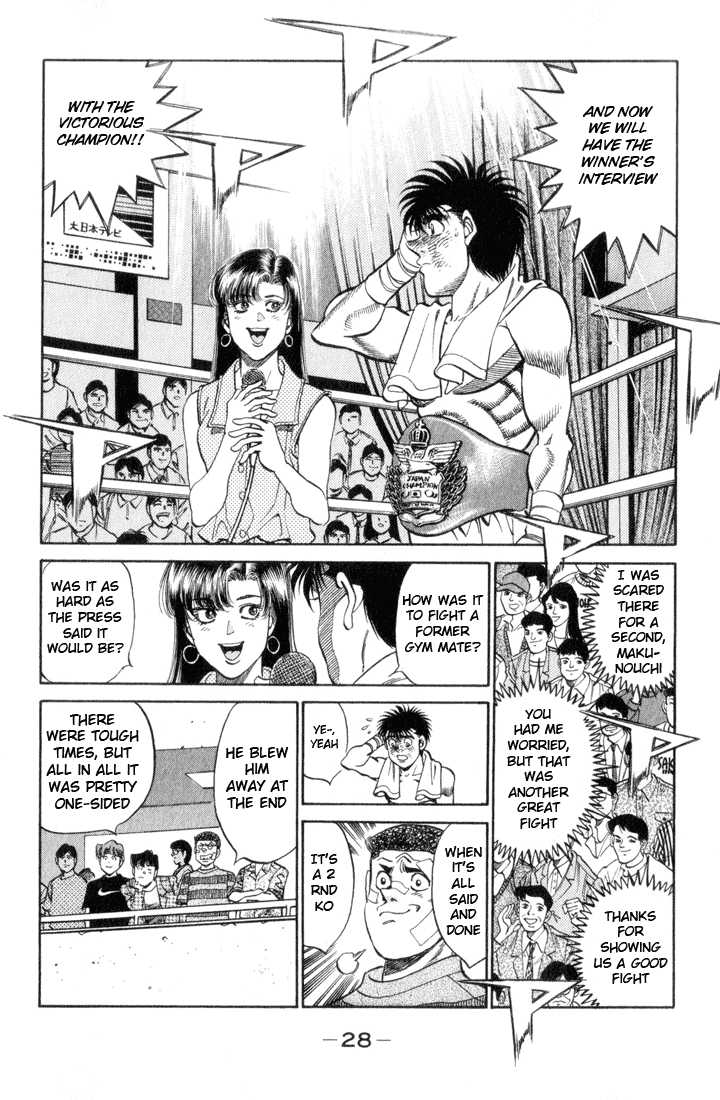 AND NOW
WE WILL
HAVE THE
WINNER'S
INTERVIEW
WITH THE
VICTORIOUS
CHAMPION!!
大日本テレビ
JAPAN
CHAMPION
I WAS
SCARED
THERE
FOR A
SECOND,
MAKU-
NOUCHI
HOW WAS IT
TO FIGHT A
FORMER
GYM MATE?
WAS IT AS
HARD AS
THE PRESS
SAID IT
WOULD BE?
YOU
HAD ME
WORRIED,
BUT THAT
WAS
ANOTHER
GREAT
FIGHT
THANKS
FOR
SHOWING
US A GOOD
FIGHT
YE-,
YEAH
WHEN
IT'S
ALL
SAID
AND
DONE
IT'S
A 2
RND
KO
HE BLEW
HIM
AWAY AT
THE END
THERE
WERE TOUGH
TIMES, BUT
ALL IN ALL IT
WAS PRETTY
ONE-SIDED
-28-